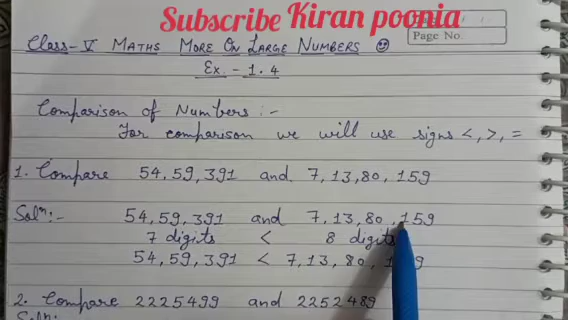 Subscribe Kiran poonia
Class-V MATHS MORE ON LARGE NUMBERS
Page No.
Ex. - 1.4
Comparison of Numbers :-
For comparison we will use signs <, >, =
1. Compare 54,59,391 and 7,13,80,159
Solⁿ:- 54,59,391 and 7,13,80,159
7 digits < 8 digits
54,59,391 < 7,13,80,159
2. Compare 2225499 and 2252489
Solⁿ:-